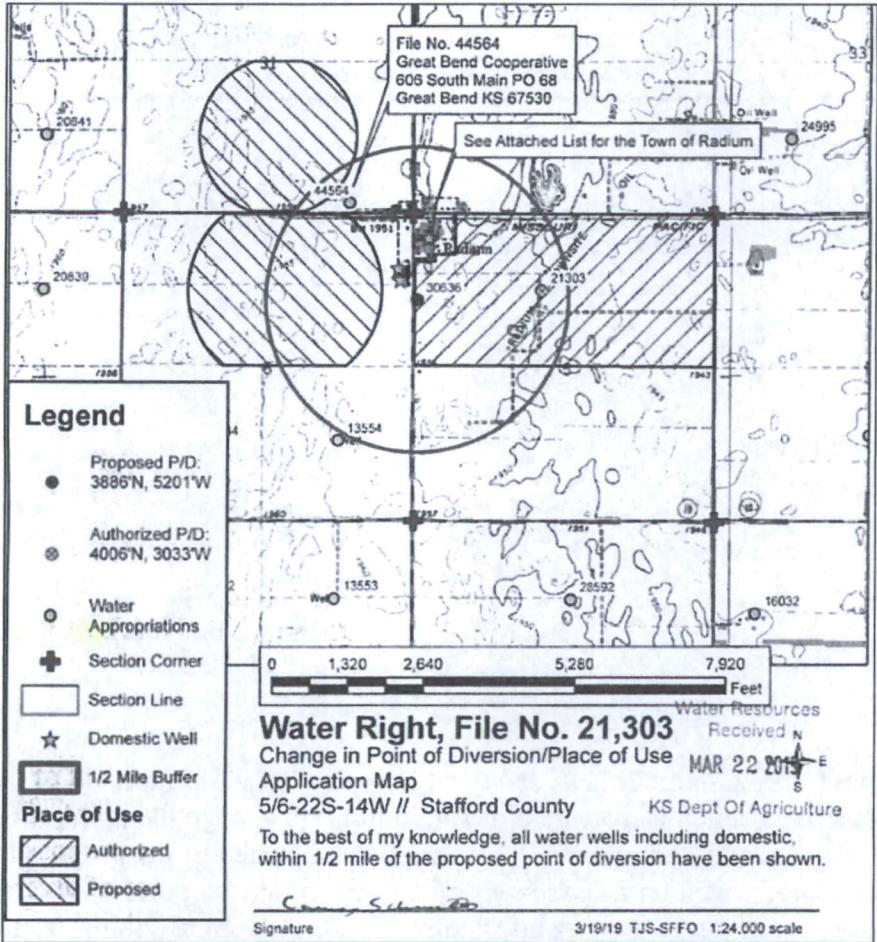 31
33
File No. 44564
Great Bend Cooperative
606 South Main PO 68
Great Bend KS 67530
See Attached List for the Town of Radium
Oil Well
24995
20841
44564
MISSOURI
PACIFIC
Radium
20839
21303
30636
13554
13553
28592
16032
Legend
Proposed P/D:
3886'N, 5201'W
Authorized P/D:
4006'N, 3033'W
Water
Appropriations
Section Corner
Section Line
Domestic Well
1/2 Mile Buffer
Place of Use
Authorized
Proposed
0 1,320 2,640 5,280 7,920
Feet
Water Resources
Received
MAR 22 2019
KS Dept Of Agriculture
N
E
S
Water Right, File No. 21,303
Change in Point of Diversion/Place of Use
Application Map
5/6-22S-14W // Stafford County
To the best of my knowledge, all water wells including domestic,
within 1/2 mile of the proposed point of diversion have been shown.
Signature
3/19/19 TJS-SFFO 1:24.000 scale